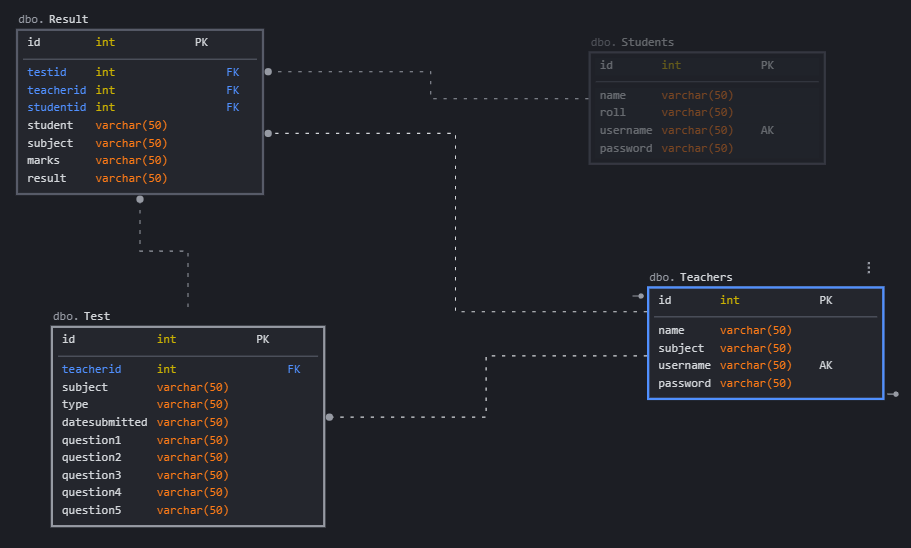 dbo. Result
id int PK
testid int FK
teacherid int FK
studentid int FK
student varchar(50)
subject varchar(50)
marks varchar(50)
result varchar(50)
dbo. Students
id int PK
name varchar(50)
roll varchar(50)
username varchar(50) AK
password varchar(50)
dbo. Teachers
id int PK
name varchar(50)
subject varchar(50)
username varchar(50) AK
password varchar(50)
dbo. Test
id int PK
teacherid int FK
subject varchar(50)
type varchar(50)
datesubmitted varchar(50)
question1 varchar(50)
question2 varchar(50)
question3 varchar(50)
question4 varchar(50)
question5 varchar(50)